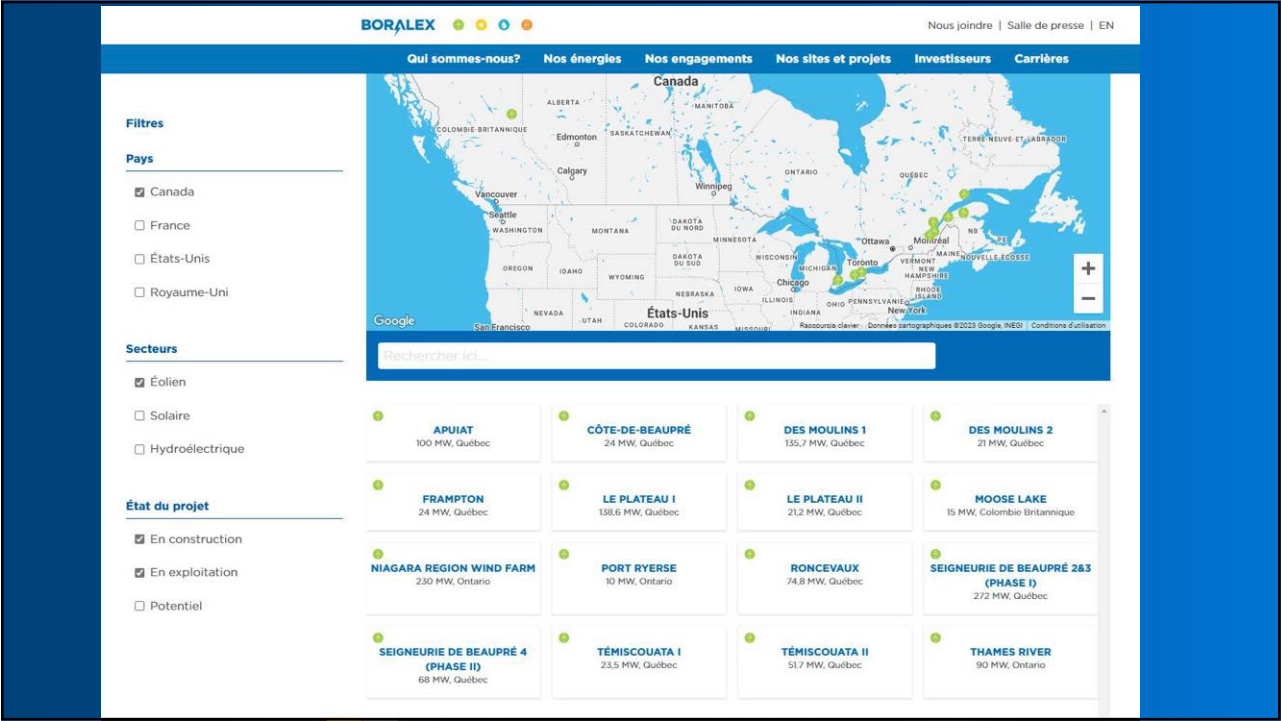 BORALEX
Nous joindre | Salle de presse | EN
Qui sommes-nous? Nos énergies Nos engagements Nos sites et projets Investisseurs Carrières
Filtres
Pays
Canada
France
États-Unis
Royaume-Uni
Secteurs
Éolien
Solaire
Hydroélectrique
État du projet
En construction
En exploitation
Potentiel
Canada
ALBERTA
MANITOBA
COLOMBIE-BRITANNIQUE
Edmonton
SASKATCHEWAN
TERRE-NEUVE-ET-LABRADOR
Calgary
ONTARIO
QUÉBEC
Winnipeg
Vancouver
Seattle
WASHINGTON
MONTANA
DAKOTA
DU NORD
MINNESOTA
Ottawa
Montréal
NB
PE
MAINE
NOUVELLE-ÉCOSSE
DAKOTA
DU SUD
WISCONSIN
MICHIGAN
Toronto
VERMONT
NEW
HAMPSHIRE
OREGON
IDAHO
WYOMING
Chicago
IOWA
NEBRASKA
ILLINOIS
OHIO
PENNSYLVANIE
RHODE
ISLAND
NEVADA
UTAH
États-Unis
INDIANA
New York
COLORADO
KANSAS
MISSOURI
San Francisco
Google
Raccourcis clavier Données cartographiques ©2023 Google, INEGI Conditions d'utilisation
+
−
Rechercher ici...
APUIAT
100 MW, Québec
CÔTE-DE-BEAUPRÉ
24 MW, Québec
DES MOULINS 1
135,7 MW, Québec
DES MOULINS 2
21 MW, Québec
FRAMPTON
24 MW, Québec
LE PLATEAU I
138,6 MW, Québec
LE PLATEAU II
21,2 MW, Québec
MOOSE LAKE
15 MW, Colombie Britannique
NIAGARA REGION WIND FARM
230 MW, Ontario
PORT RYERSE
10 MW, Ontario
RONCEVAUX
74,8 MW, Québec
SEIGNEURIE DE BEAUPRÉ 2&3
(PHASE I)
272 MW, Québec
SEIGNEURIE DE BEAUPRÉ 4
(PHASE II)
68 MW, Québec
TÉMISCOUATA I
23,5 MW, Québec
TÉMISCOUATA II
51.7 MW, Québec
THAMES RIVER
90 MW, Ontario